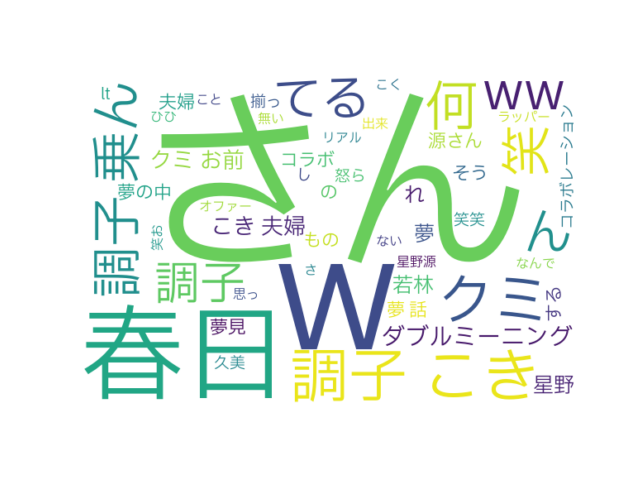 lt
夫婦 こと 揃っ てる こく
ひひ 無い
何 ww
ラッパー
さん
リアル 出来
源さん
笑
コラボレーション
調子 乗ん
クミ お前 コラボ
し 怒ら そう
夢の中 の れ
オファー
こき 夫婦 笑笑
笑お もの ない 夢 ん
調子 思っ さ W 星野源 なんで
若林 クミ する
春日
夢見 夢 話 ダブルミーニング
久美 調子 こき 星野